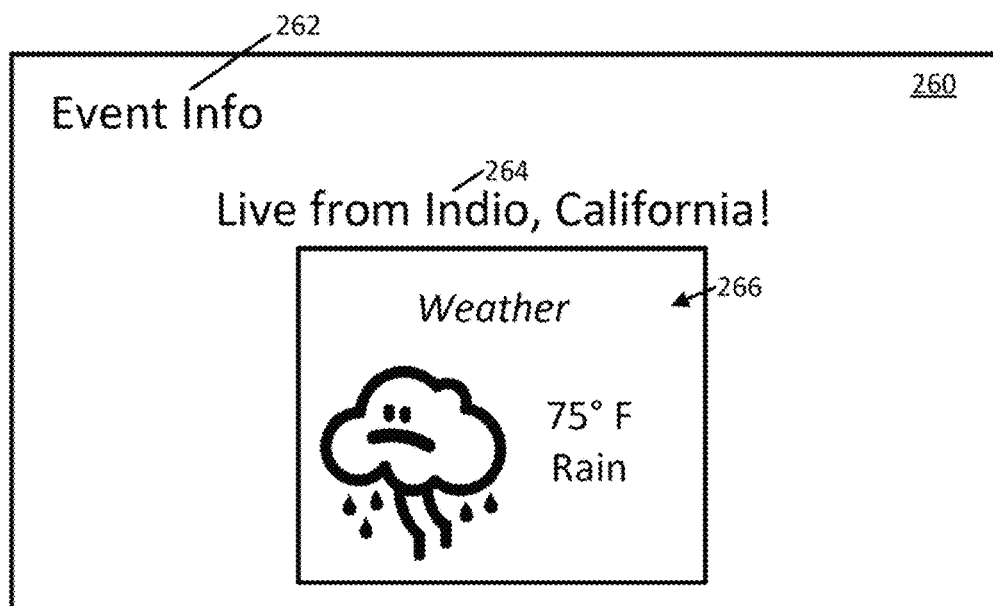 262
260
Event Info
264
Live from Indio, California!
266
Weather
75° F
Rain